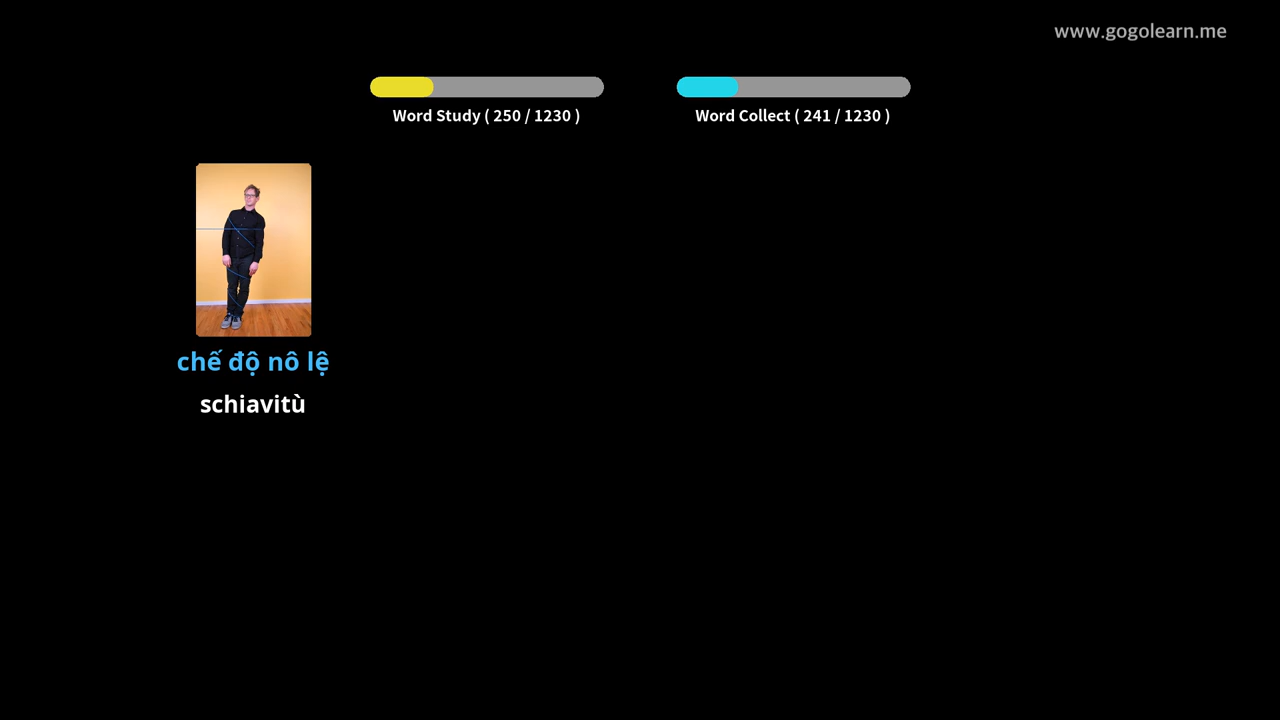 www.gogolearn.me
Word Study ( 250 / 1230 )
Word Collect ( 241 / 1230 )
chế độ nô lệ
schiavitù